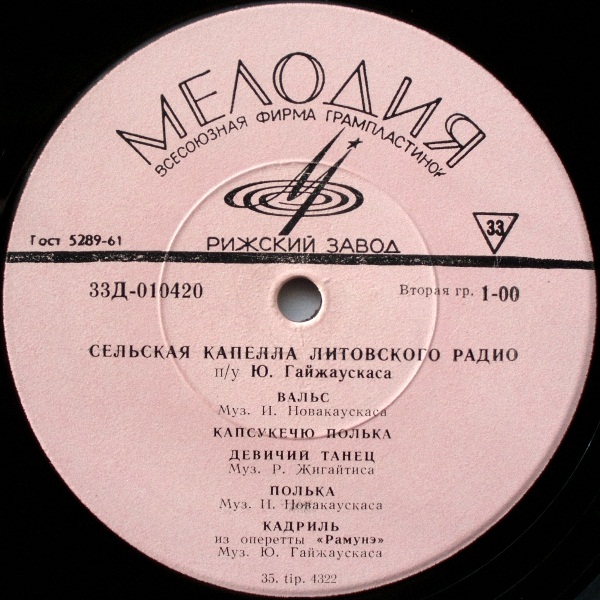 МЕЛОДИЯ
ВСЕСОЮЗНАЯ ФИРМА ГРАМПЛАСТИНОК
РИЖСКИЙ ЗАВОД
Гост 5289-61
33
33Д-010420
Вторая гр. 1-00
СЕЛЬСКАЯ КАПЕЛЛА ЛИТОВСКОГО РАДИО
п/у Ю. Гайжаускаса
ВАЛЬС
Муз. И. Новакаускаса
КАПСУКЕЧЮ ПОЛЬКА
ДЕВИЧИЙ ТАНЕЦ
Муз. Р. Жигайтиса
ПОЛЬКА
Муз. И. Новакаускаса
КАДРИЛЬ
из оперетты «Рамунэ»
Муз. Ю. Гайжаускаса
35. tip. 4322